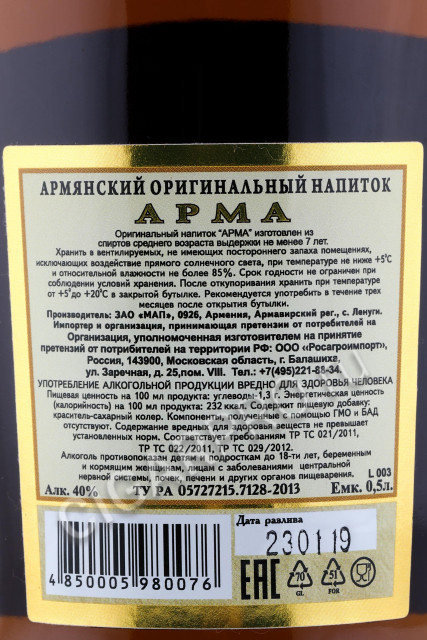 АРМЯНСКИЙ ОРИГИНАЛЬНЫЙ НАПИТОК
АРМА
Оригинальный напиток "АРМА" изготовлен из
спиртов среднего возраста выдержки не менее 7 лет.
Хранить в вентилируемых, не имеющих постороннего запаха помещениях,
исключающих воздействие прямого солнечного света, при температуре не ниже +5°С
и относительной влажности не более 85%. Срок годности не ограничен при
соблюдении условий хранения. После откупоривания хранить при температуре
от +5° до +20°С в закрытой бутылке. Рекомендуется употребить в течение трех
месяцев после открытия бутылки.
Производитель: ЗАО «МАП», 0926, Армения, Армавирский рег., с. Ленуги.
Импортер и организация, принимающая претензии от потребителей на
Организация, уполномоченная изготовителем на принятие
претензий от потребителей на территории РФ: ООО «Росагроимпорт»,
Россия, 143900, Московская область, г. Балашиха.
ул. Заречная, д. 25,пом. VIII. Тел.: +7(495)221-88-34.
УПОТРЕБЛЕНИЕ АЛКОГОЛЬНОЙ ПРОДУКЦИИ ВРЕДНО ДЛЯ ЗДОРОВЬЯ ЧЕЛОВЕКА
Пищевая ценность на 100 мл продукта: углеводы-1,3 г. Энергетическая ценность
(калорийность) на 100 мл продукта: 232 ккал. Содержит пищевую добавку:
краситель-сахарный колер. Компоненты, полученные с помощью ГМО и БАД
отсутствуют. Содержание вредных для здоровья веществ не превышает
установленных норм. Соответствует требованиям ТР ТС 021/2011,
ТР ТС 022/2011, ТР ТС 029/2012.
Алкоголь противопоказан детям и подросткам до 18-ти лет, беременным
и кормящим женщинам, лицам с заболеваниями центральной
нервной системы, почек, печени и других органов пищеварения.
L 003
Алк. 40% ТУ РА 05727215.7128-2013 Емк. 0,5л.
Дата разлива
230119
4 850005 980076
EAC 70 GL 51 FOR